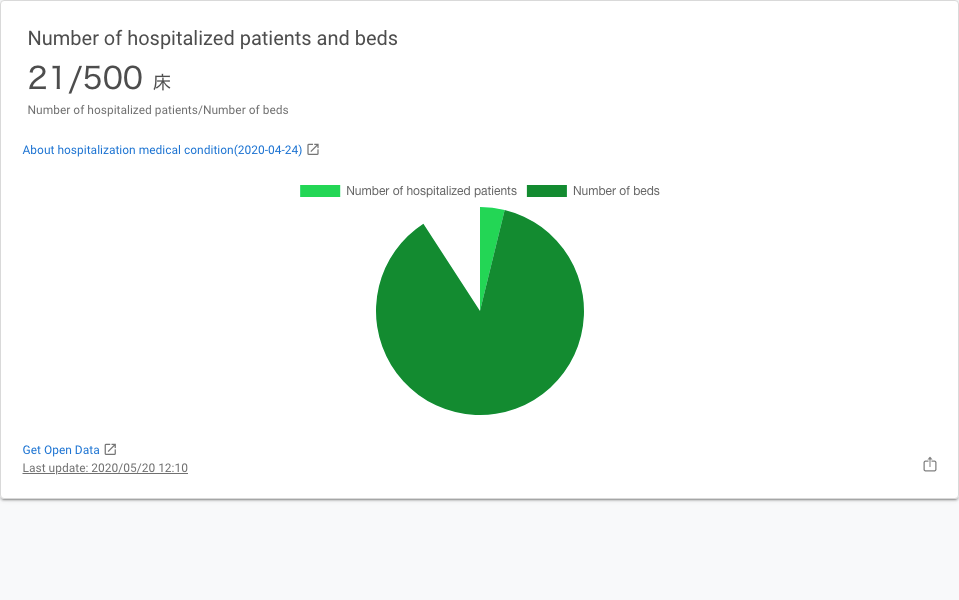 Number of hospitalized patients and beds
21/500 床
Number of hospitalized patients/Number of beds
About hospitalization medical condition(2020-04-24)
Number of hospitalized patients Number of beds
Get Open Data
Last update: 2020/05/20 12:10